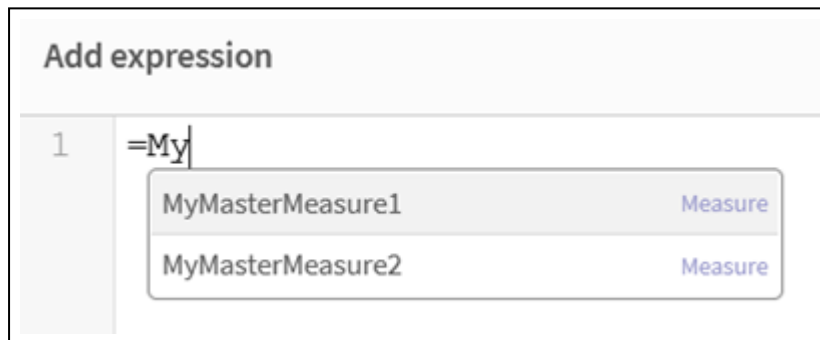 Add expression
1 =My
MyMasterMeasure1 Measure
MyMasterMeasure2 Measure